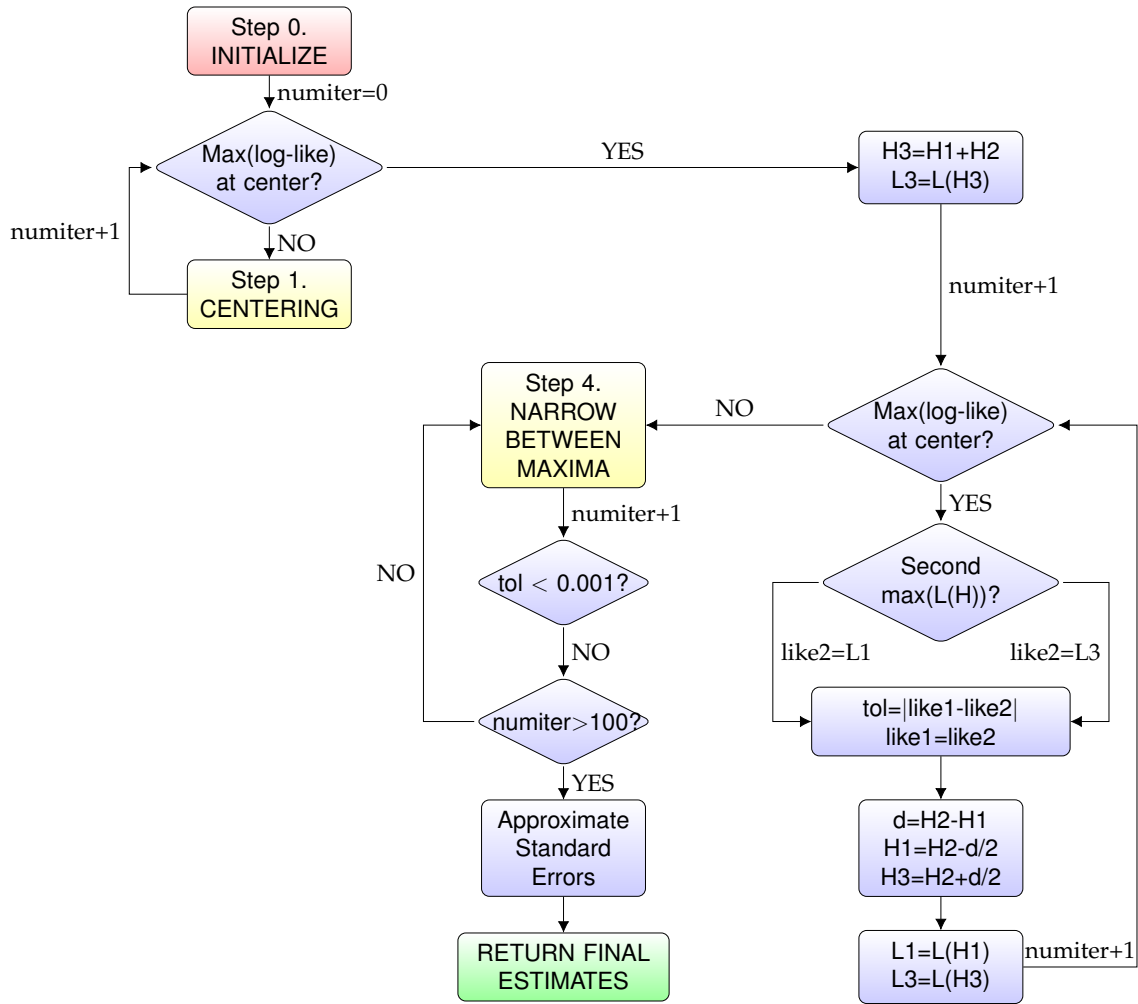 Step 0.
INITIALIZE
numiter=0
Max(log-like)
at center?
YES
H3=H1+H2
L3=L(H3)
numiter+1
NO
Step 1.
CENTERING
numiter+1
Step 4.
NARROW
BETWEEN
MAXIMA
NO
Max(log-like)
at center?
numiter+1
YES
NO
tol < 0.001?
Second
max(L(H))?
NO
like2=L1
like2=L3
numiter>100?
tol=|like1-like2|
like1=like2
YES
Approximate
Standard
Errors
d=H2-H1
H1=H2-d/2
H3=H2+d/2
RETURN FINAL
ESTIMATES
L1=L(H1)
L3=L(H3)
numiter+1